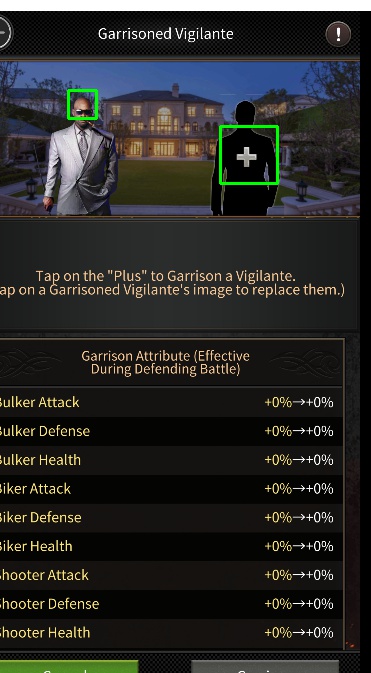 Garrisoned Vigilante
Tap on the "Plus" to Garrison a Vigilante.
ap on a Garrisoned Vigilante's image to replace them.)
Garrison Attribute (Effective
During Defending Battle)
Bulker Attack +0%→+0%
Bulker Defense +0%→+0%
Bulker Health +0%→+0%
Biker Attack +0%→+0%
Biker Defense +0%→+0%
Biker Health +0%→+0%
Shooter Attack +0%→+0%
Shooter Defense +0%→+0%
Shooter Health +0%→+0%